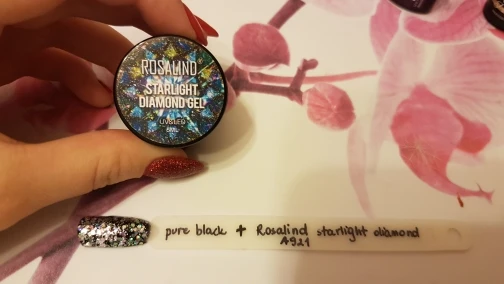 ROSALIND
STARLIGHT
DIAMOND GEL
UV&LED
pure black + Rosalind starlight diamond
A921